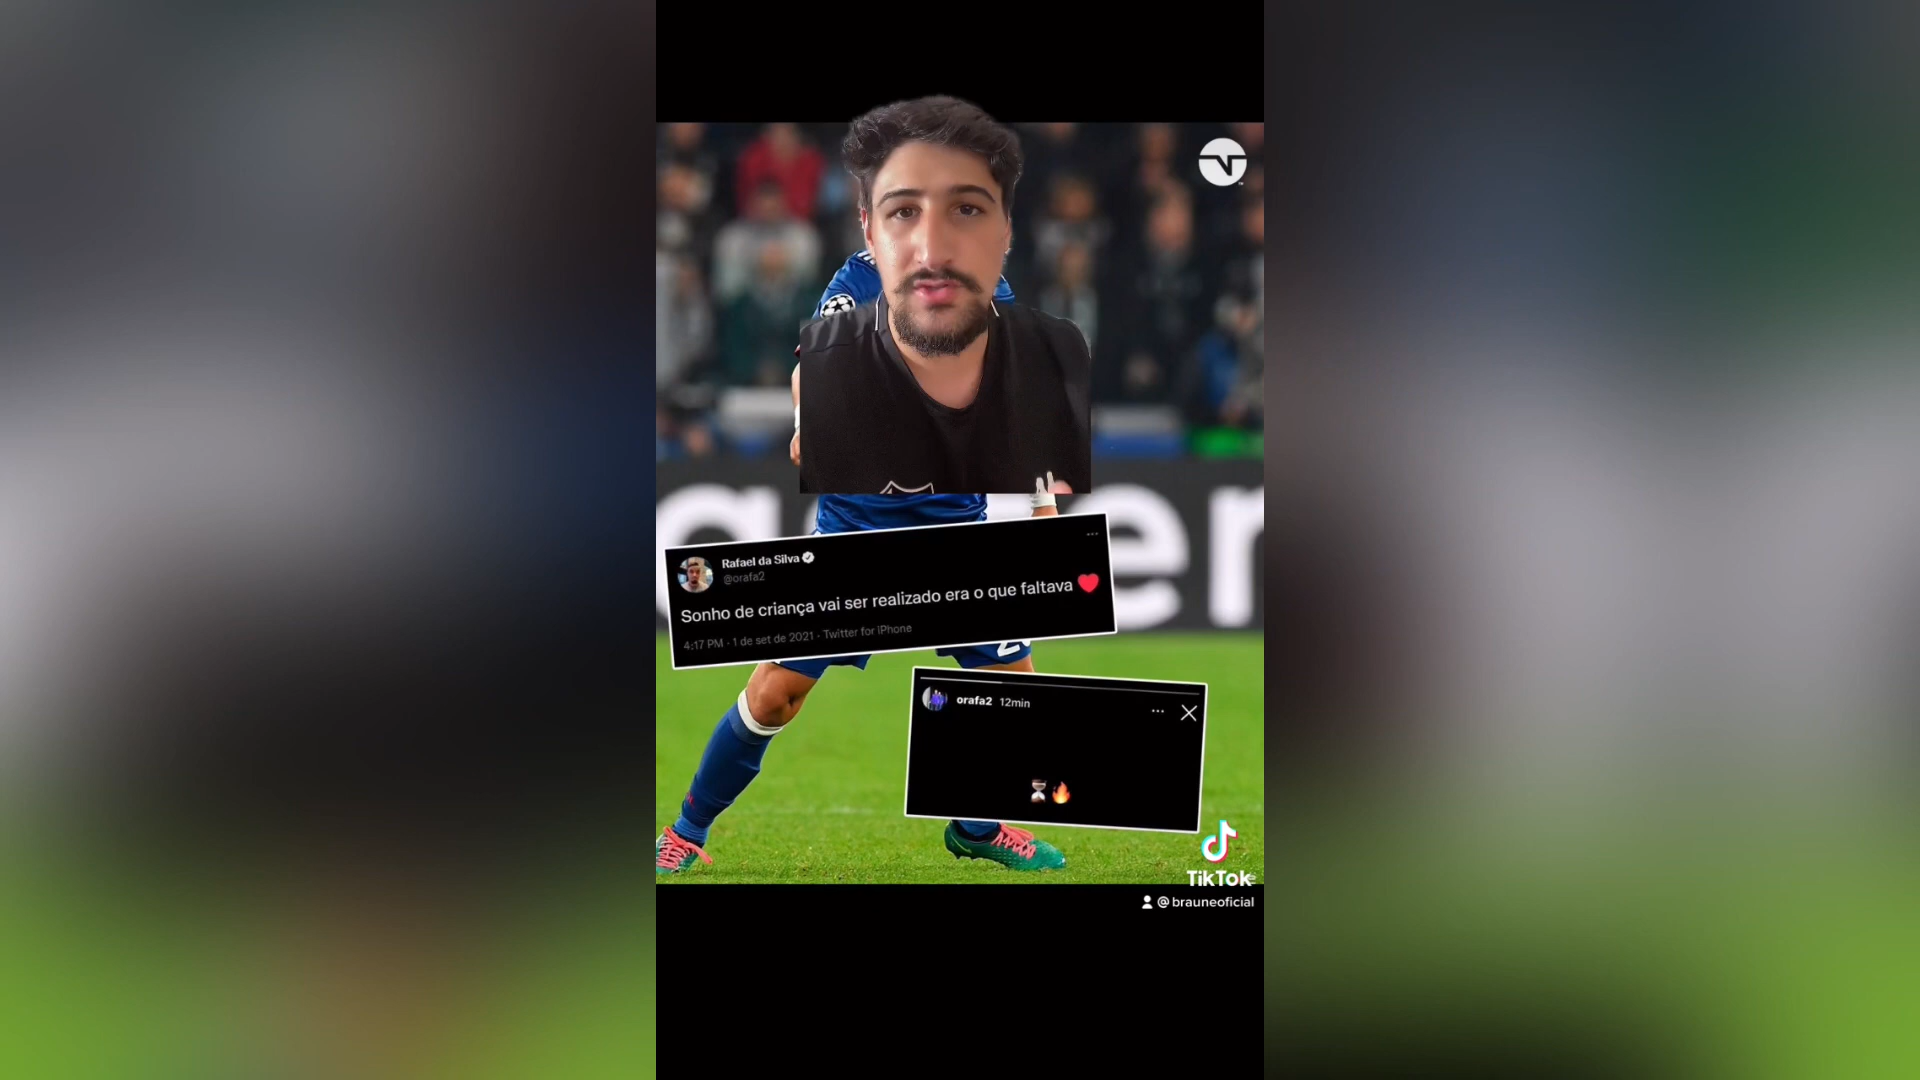 Rafael da Silva
@orafa2
Sonho de criança vai ser realizado era o que faltava ❤️
4:17 PM · 1 de set de 2021 · Twitter for iPhone
orafa2 12min
⏳🔥
TikTok
@brauneoficial